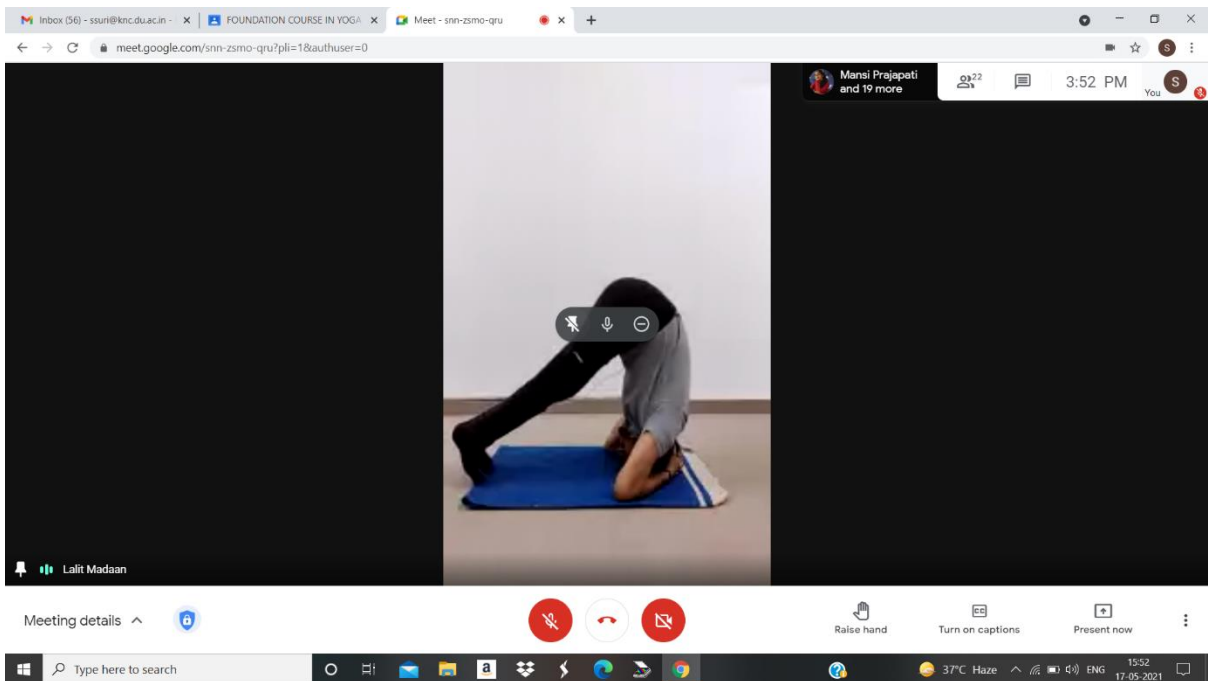 Inbox (56) - ssuri@knc.du.ac.in -
FOUNDATION COURSE IN YOGA
Meet - snn-zsmo-qru
meet.google.com/snn-zsmo-qru?pli=1&authuser=0
S
Mansi Prajapati
and 19 more
22
3:52 PM
You
S
Lalit Madaan
Meeting details
Raise hand
CC
Turn on captions
Present now
Type here to search
a
37°C Haze
ENG
15:52
17-05-2021